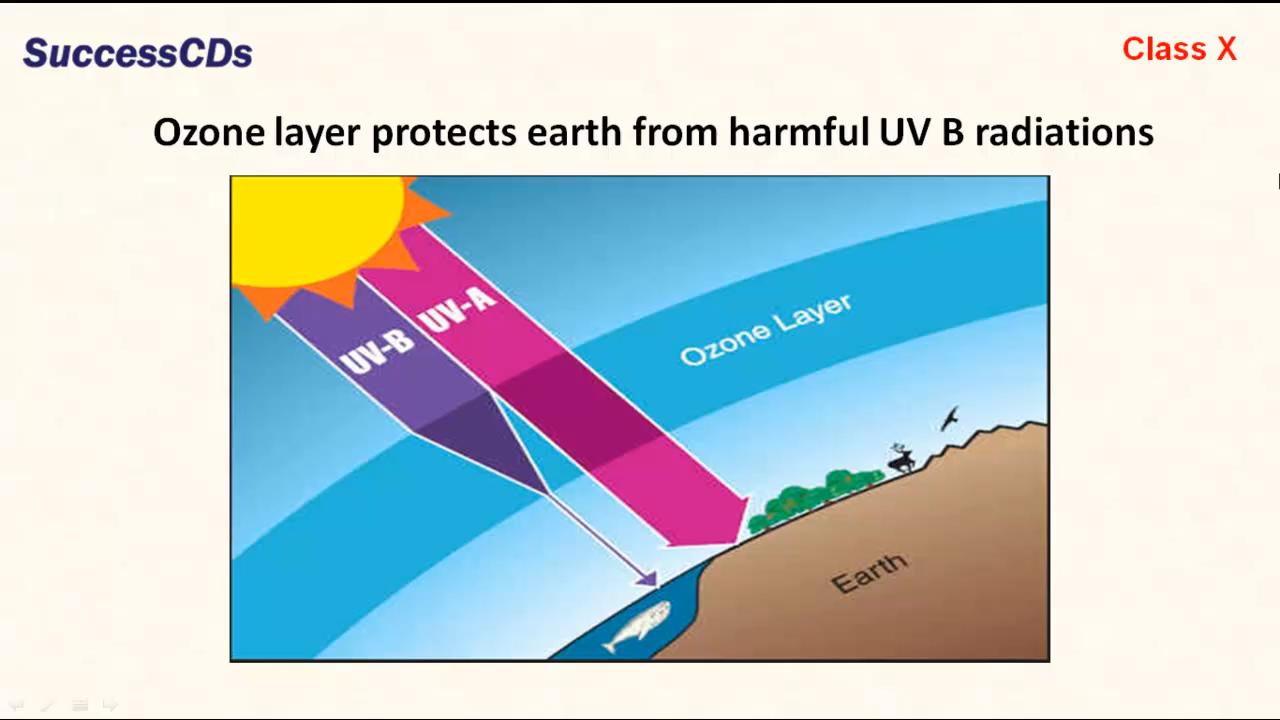 SuccessCDs
Class X
Ozone layer protects earth from harmful UV B radiations
UV-B
UV-A
Ozone Layer
Earth